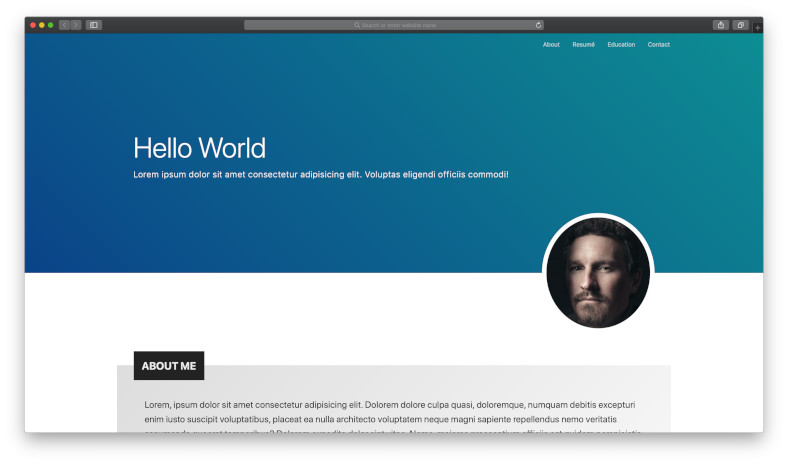 Search or enter website name
About Resumé Education Contact
Hello World
Lorem ipsum dolor sit amet consectetur adipisicing elit. Voluptas eligendi officiis commodi!
ABOUT ME
Lorem, ipsum dolor sit amet consectetur adipisicing elit. Dolorem dolore culpa quasi, doloremque, numquam debitis excepturi
enim iusto suscipit voluptatibus, placeat ea nulla architecto voluptatem neque magni sapiente repellendus nemo veritatis